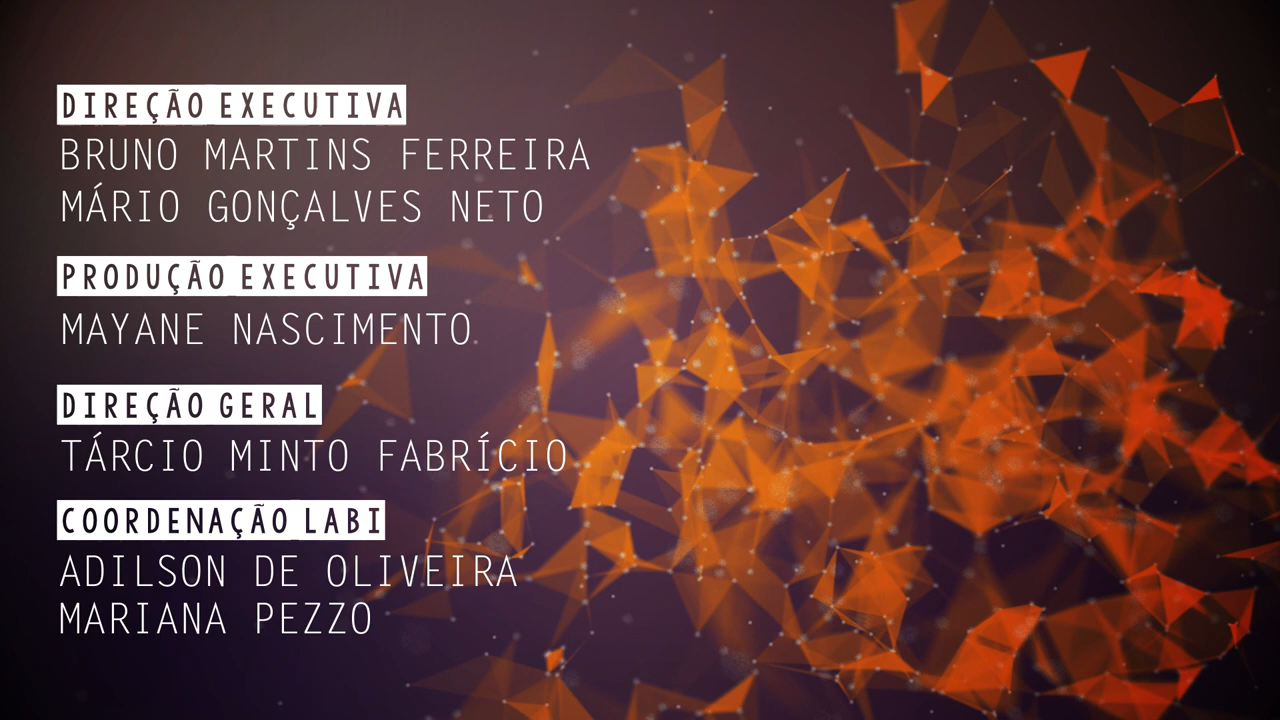 DIREÇÃO EXECUTIVA
BRUNO MARTINS FERREIRA
MÁRIO GONÇALVES NETO
PRODUÇÃO EXECUTIVA
MAYANE NASCIMENTO
DIREÇÃO GERAL
TÁRCIO MINTO FABRÍCIO
COORDENAÇÃO LABI
ADILSON DE OLIVEIRA
MARIANA PEZZO